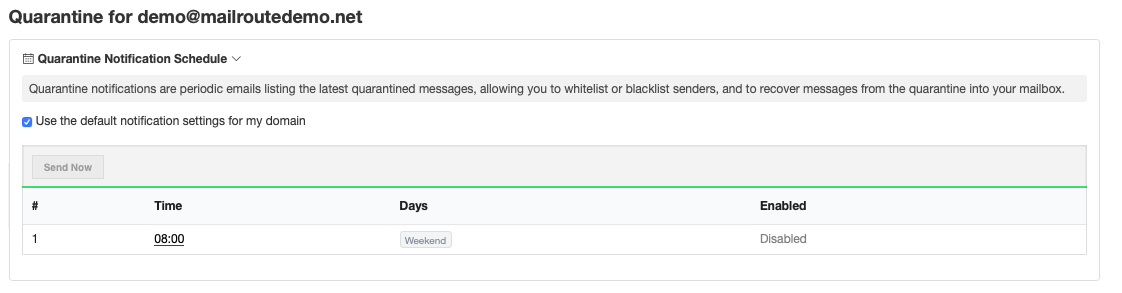 Quarantine for demo@mailroutedemo.net
Quarantine Notification Schedule
Quarantine notifications are periodic emails listing the latest quarantined messages, allowing you to whitelist or blacklist senders, and to recover messages from the quarantine into your mailbox.
Use the default notification settings for my domain
Send Now
# Time Days Enabled
1 08:00 Weekend Disabled